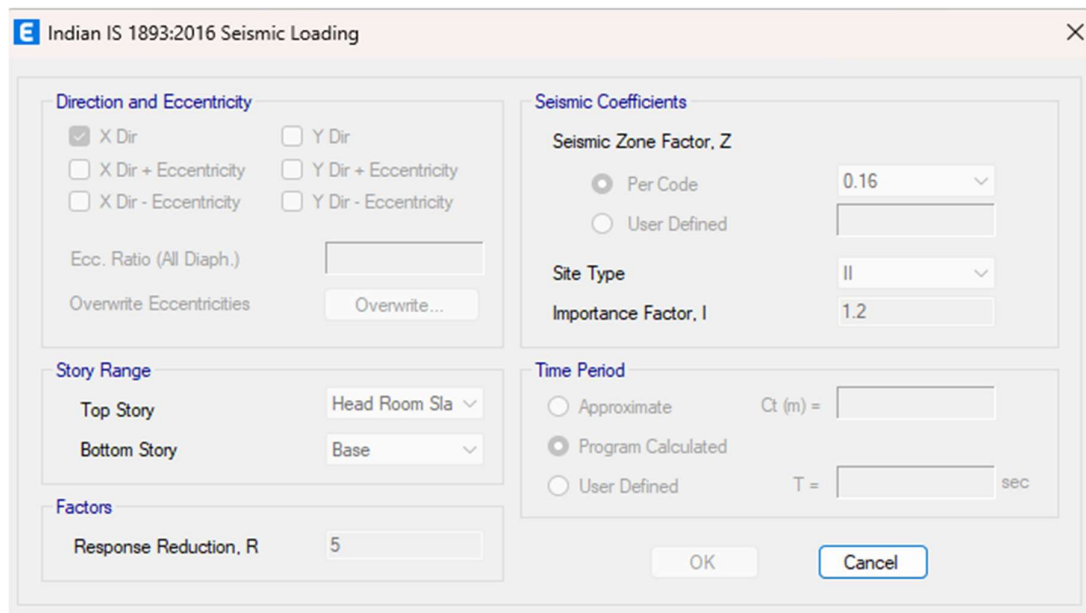 E Indian IS 1893:2016 Seismic Loading
Direction and Eccentricity
X Dir Y Dir
X Dir + Eccentricity Y Dir + Eccentricity
X Dir - Eccentricity Y Dir - Eccentricity
Ecc. Ratio (All Diaph.)
Overwrite Eccentricities Overwrite...
Story Range
Top Story Head Room Sla
Bottom Story Base
Factors
Response Reduction, R 5
Seismic Coefficients
Seismic Zone Factor, Z
Per Code 0.16
User Defined
Site Type II
Importance Factor, I 1.2
Time Period
Approximate Ct (m) =
Program Calculated
User Defined T = sec
OK Cancel